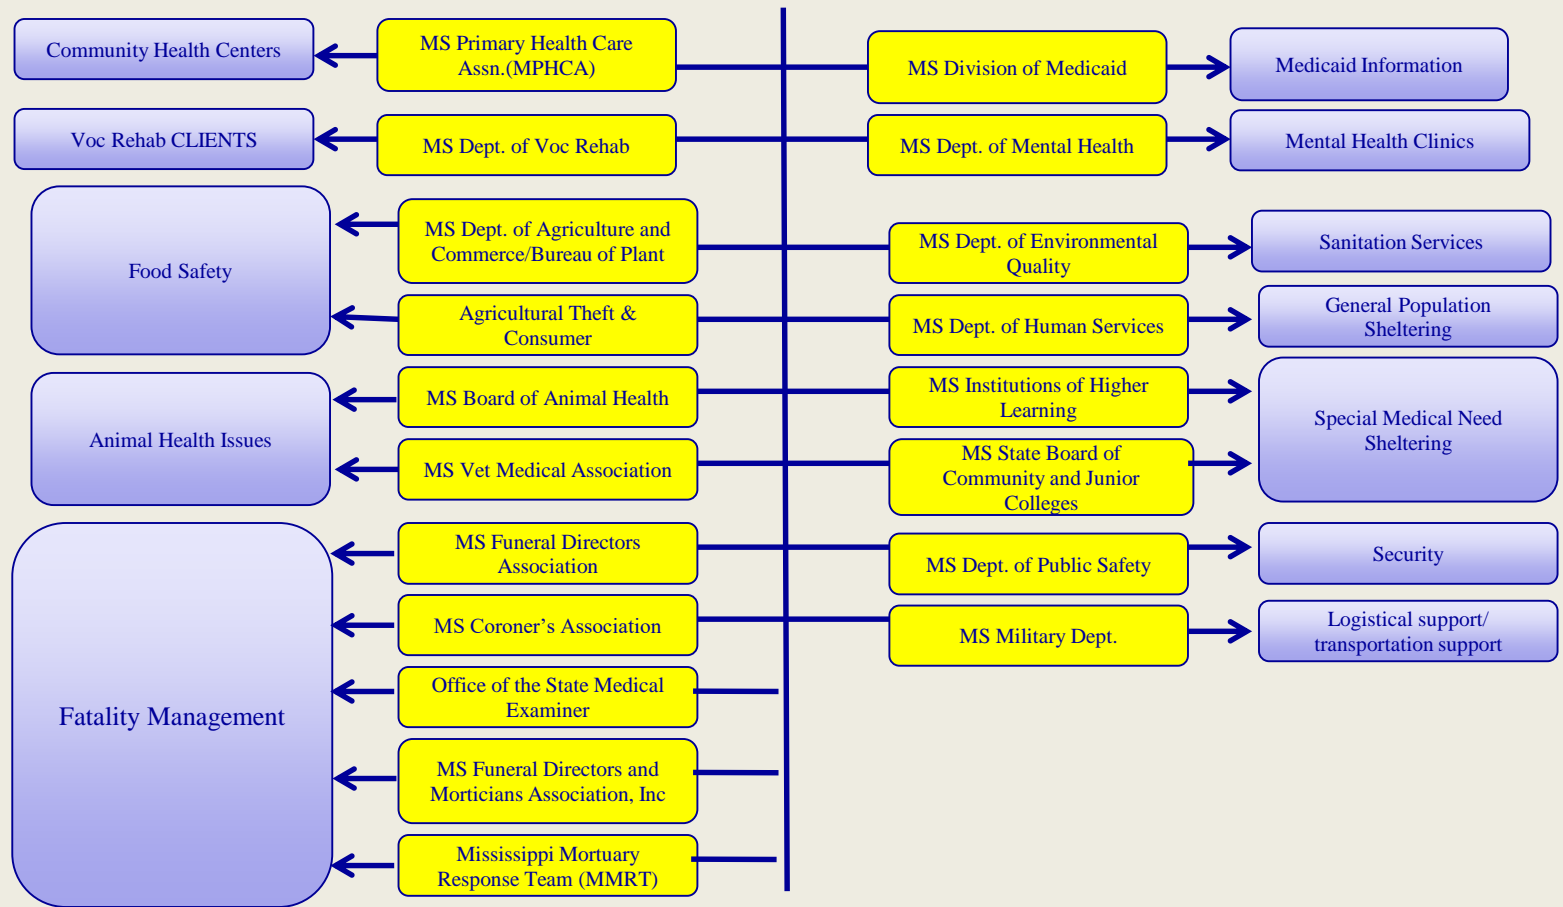 Community Health Centers
MS Primary Health Care
Assn.(MPHCA)
MS Division of Medicaid
Medicaid Information
Voc Rehab CLIENTS
MS Dept. of Voc Rehab
MS Dept. of Mental Health
Mental Health Clinics
Food Safety
MS Dept. of Agriculture and
Commerce/Bureau of Plant
MS Dept. of Environmental
Quality
Sanitation Services
Agricultural Theft &
Consumer
MS Dept. of Human Services
General Population
Sheltering
Animal Health Issues
MS Board of Animal Health
MS Institutions of Higher
Learning
Special Medical Need
Sheltering
MS Vet Medical Association
MS State Board of
Community and Junior
Colleges
Fatality Management
MS Funeral Directors
Association
MS Dept. of Public Safety
Security
MS Coroner’s Association
MS Military Dept.
Logistical support/
transportation support
Office of the State Medical
Examiner
MS Funeral Directors and
Morticians Association, Inc
Mississippi Mortuary
Response Team (MMRT)